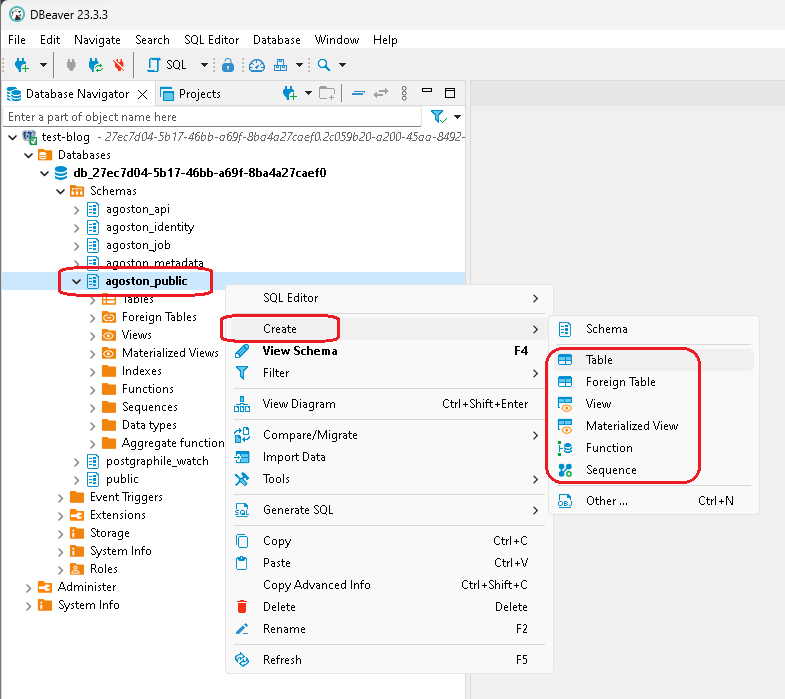 DBeaver 23.3.3
File Edit Navigate Search SQL Editor Database Window Help
SQL
Database Navigator Projects
Enter a part of object name here
test-blog - 27ec7d04-5b17-46bb-a69f-8ba4a27caef0.2c059b20-a200-45aa-8492-
Databases
db_27ec7d04-5b17-46bb-a69f-8ba4a27caef0
Schemas
agoston_api
agoston_identity
agoston_job
agoston_metadata
agoston_public
Tables
Foreign Tables
Views
Materialized Views
Indexes
Functions
Sequences
Data types
Aggregate function
postgraphile_watch
public
Event Triggers
Extensions
Storage
System Info
Roles
Administer
System Info
SQL Editor
Create
View Schema F4
Filter
View Diagram Ctrl+Shift+Enter
Compare/Migrate
Import Data
Tools
Generate SQL
Copy Ctrl+C
Paste Ctrl+V
Copy Advanced Info Ctrl+Shift+C
Delete Delete
Rename F2
Refresh F5
Schema
Table
Foreign Table
View
Materialized View
Function
Sequence
OBJ
Other ... Ctrl+N